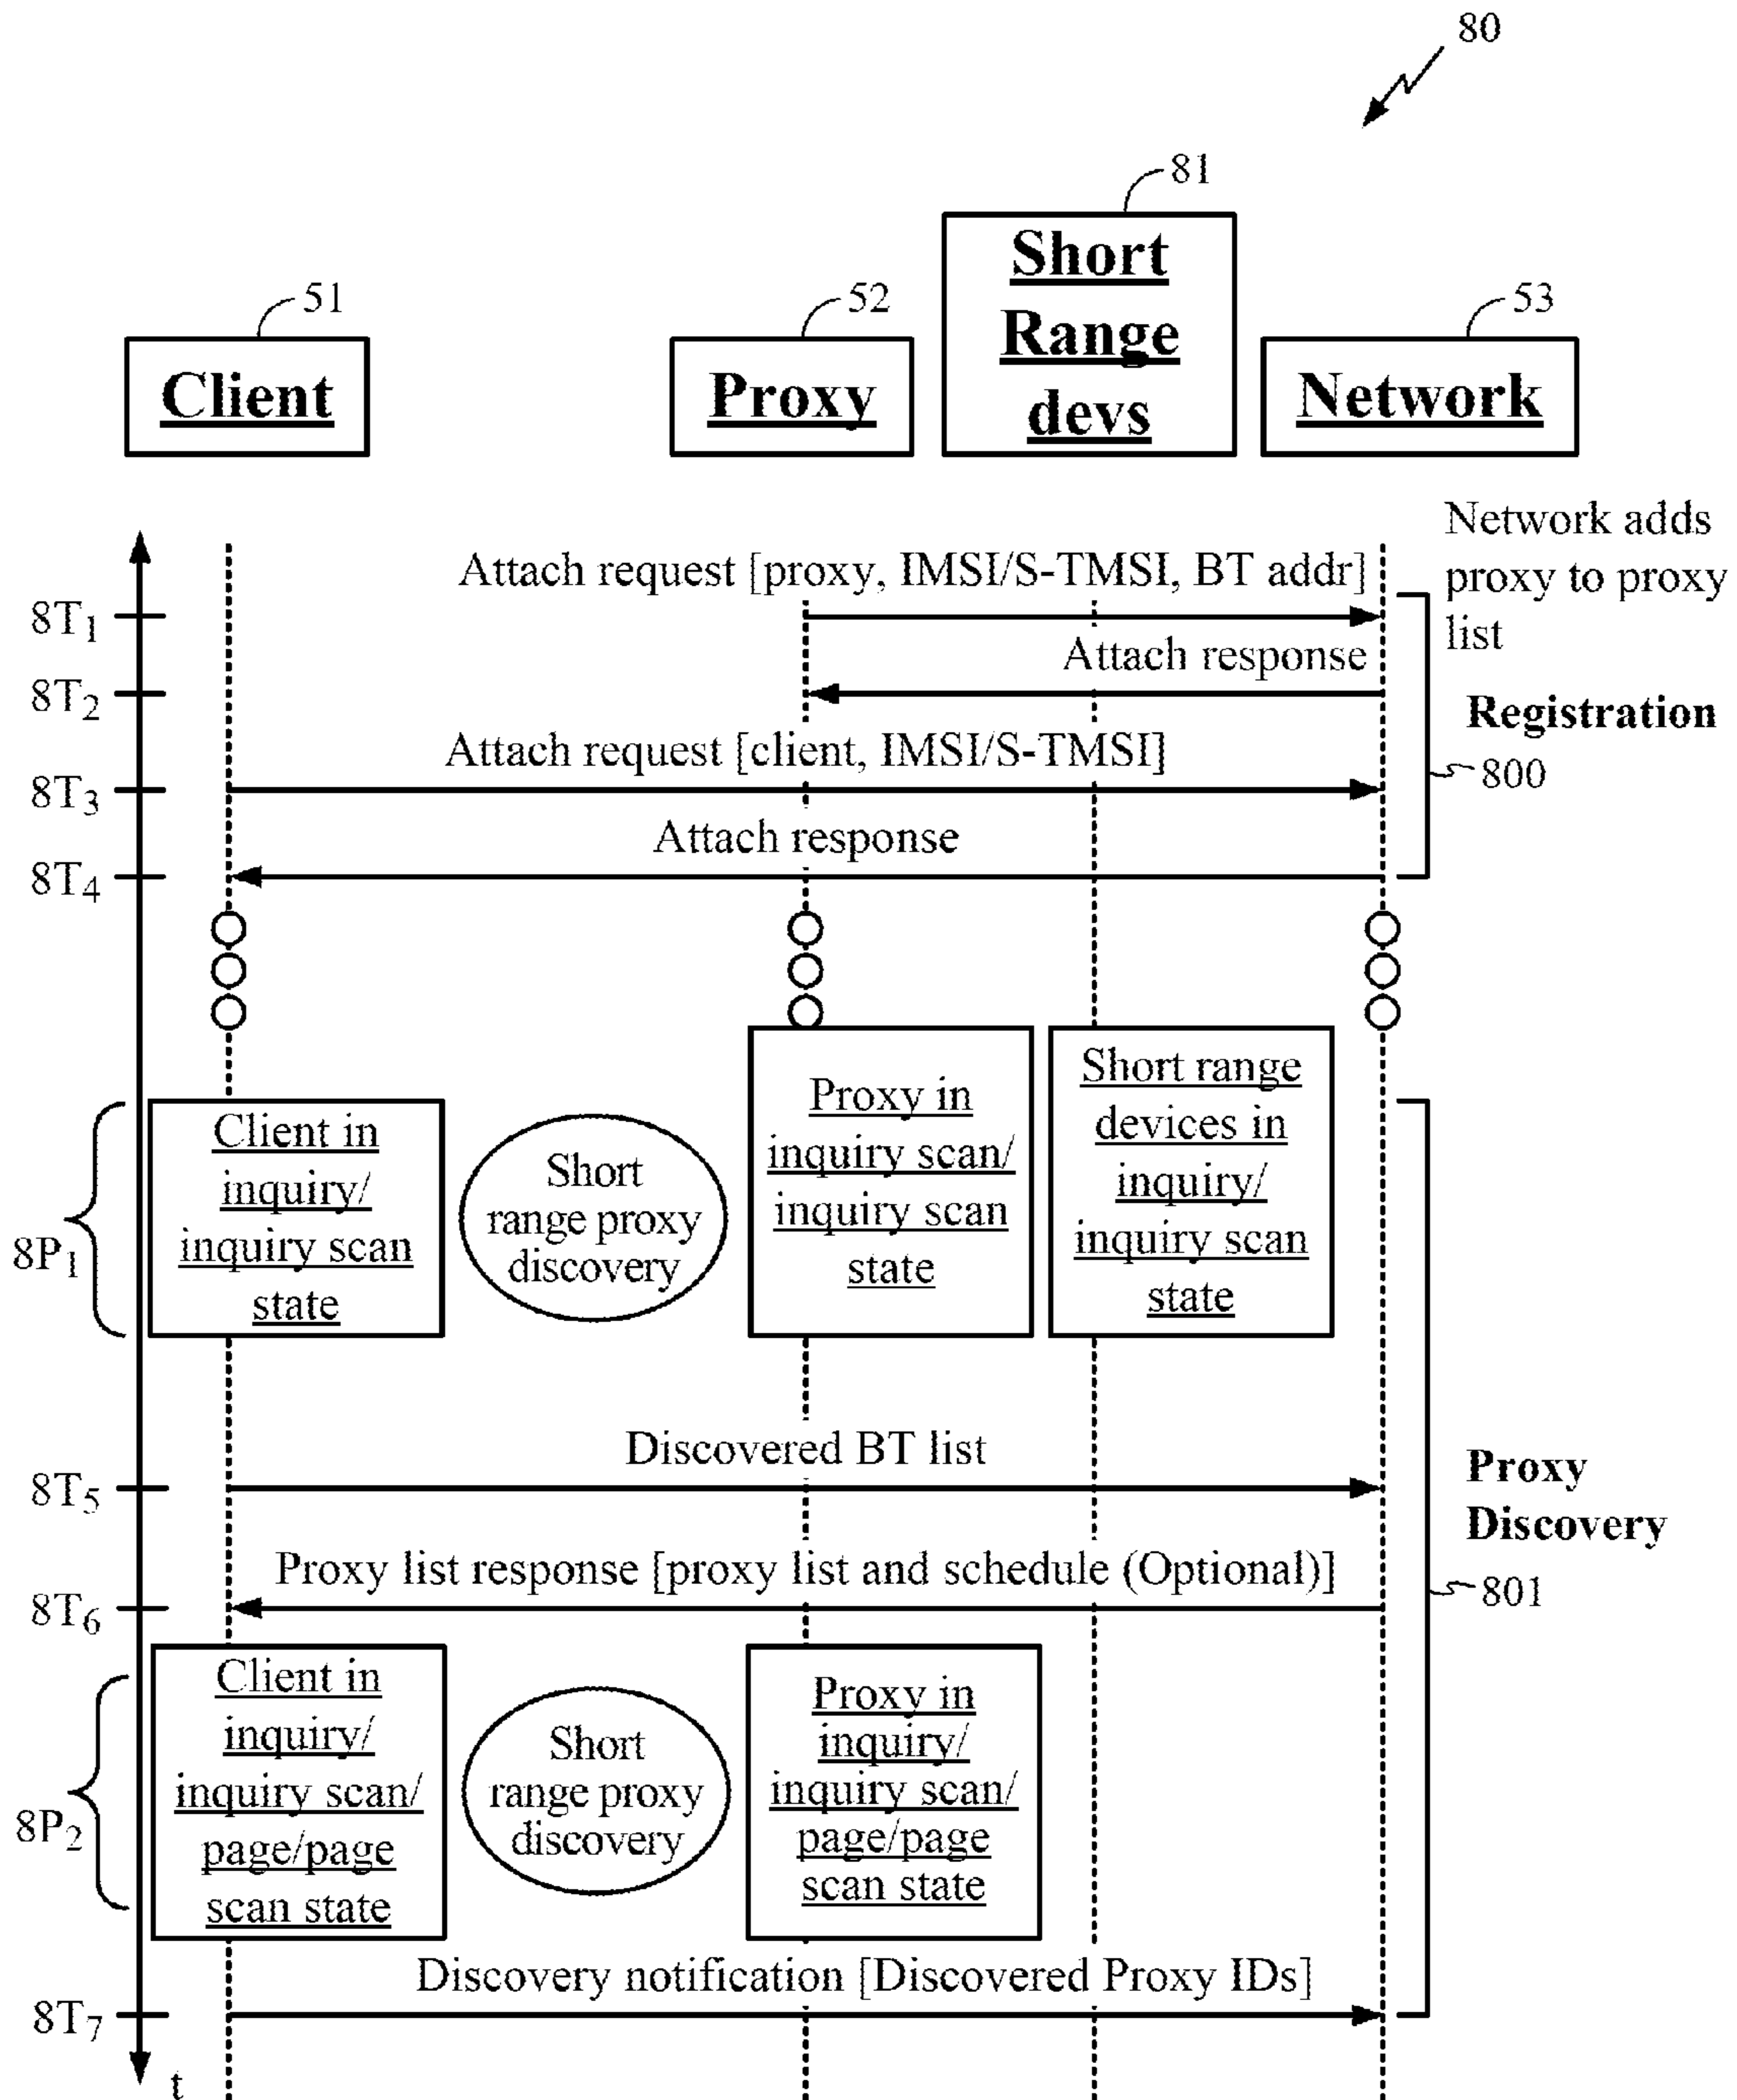 80
81
Short
Range
devs
51
52
53
Client
Proxy
Network
Network adds
proxy to proxy
list
Attach request [proxy, IMSI/S-TMSI, BT addr]
8T1
Attach response
8T2
Registration
Attach request [client, IMSI/S-TMSI]
8T3
800
Attach response
8T4
8P1
Client in
inquiry/
inquiry scan
state
Short
range proxy
discovery
Proxy in
inquiry scan/
inquiry scan
state
Short range
devices in
inquiry/
inquiry scan
state
Discovered BT list
8T5
Proxy
Discovery
Proxy list response [proxy list and schedule (Optional)]
8T6
801
8P2
Client in
inquiry/
inquiry scan/
page/page
scan state
Short
range proxy
discovery
Proxy in
inquiry/
inquiry scan/
page/page
scan state
Discovery notification [Discovered Proxy IDs]
8T7
t